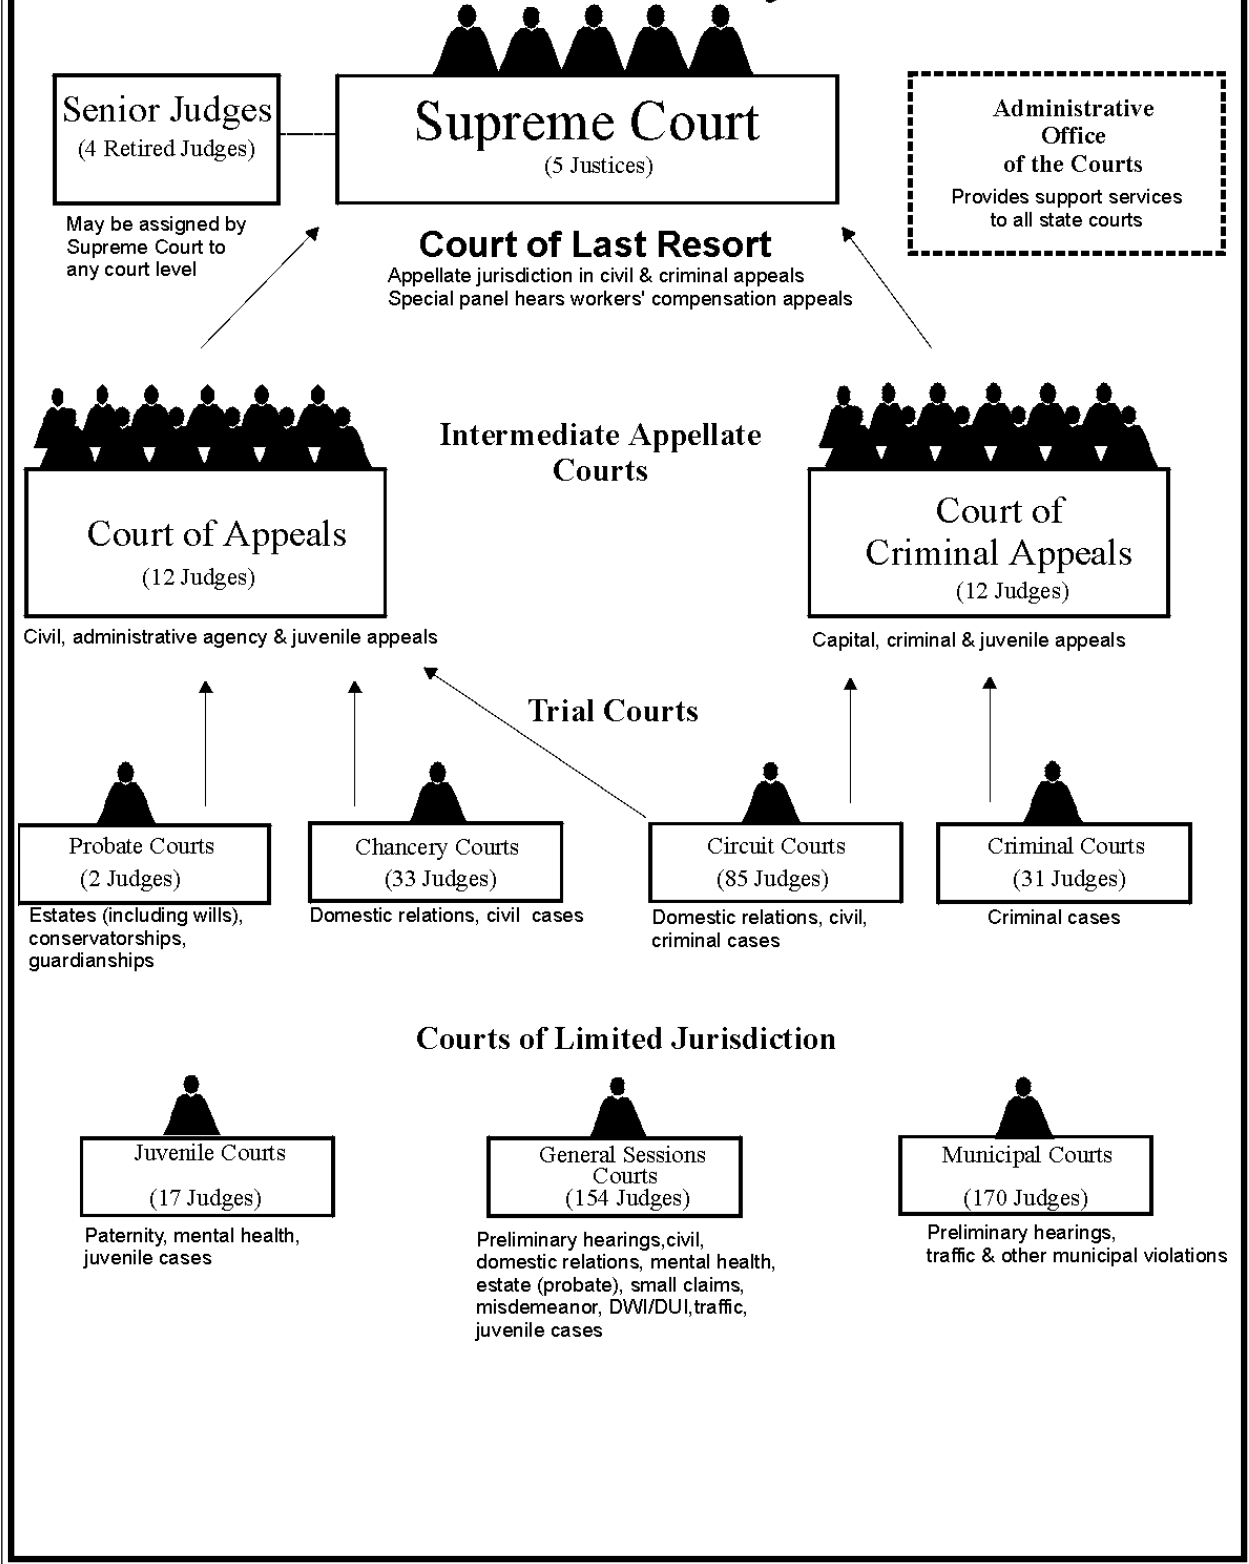 Senior Judges
(4 Retired Judges)
May be assigned by
Supreme Court to
any court level
Supreme Court
(5 Justices)
Court of Last Resort
Appellate jurisdiction in civil & criminal appeals
Special panel hears workers' compensation appeals
Administrative
Office
of the Courts
Provides support services
to all state courts
Intermediate Appellate
Courts
Court of Appeals
(12 Judges)
Civil, administrative agency & juvenile appeals
Court of
Criminal Appeals
(12 Judges)
Capital, criminal & juvenile appeals
Trial Courts
Probate Courts
(2 Judges)
Estates (including wills),
conservatorships,
guardianships
Chancery Courts
(33 Judges)
Domestic relations, civil cases
Circuit Courts
(85 Judges)
Domestic relations, civil,
criminal cases
Criminal Courts
(31 Judges)
Criminal cases
Courts of Limited Jurisdiction
Juvenile Courts
(17 Judges)
Paternity, mental health,
juvenile cases
General Sessions
Courts
(154 Judges)
Preliminary hearings,civil,
domestic relations, mental health,
estate (probate), small claims,
misdemeanor, DWI/DUI,traffic,
juvenile cases
Municipal Courts
(170 Judges)
Preliminary hearings,
traffic & other municipal violations